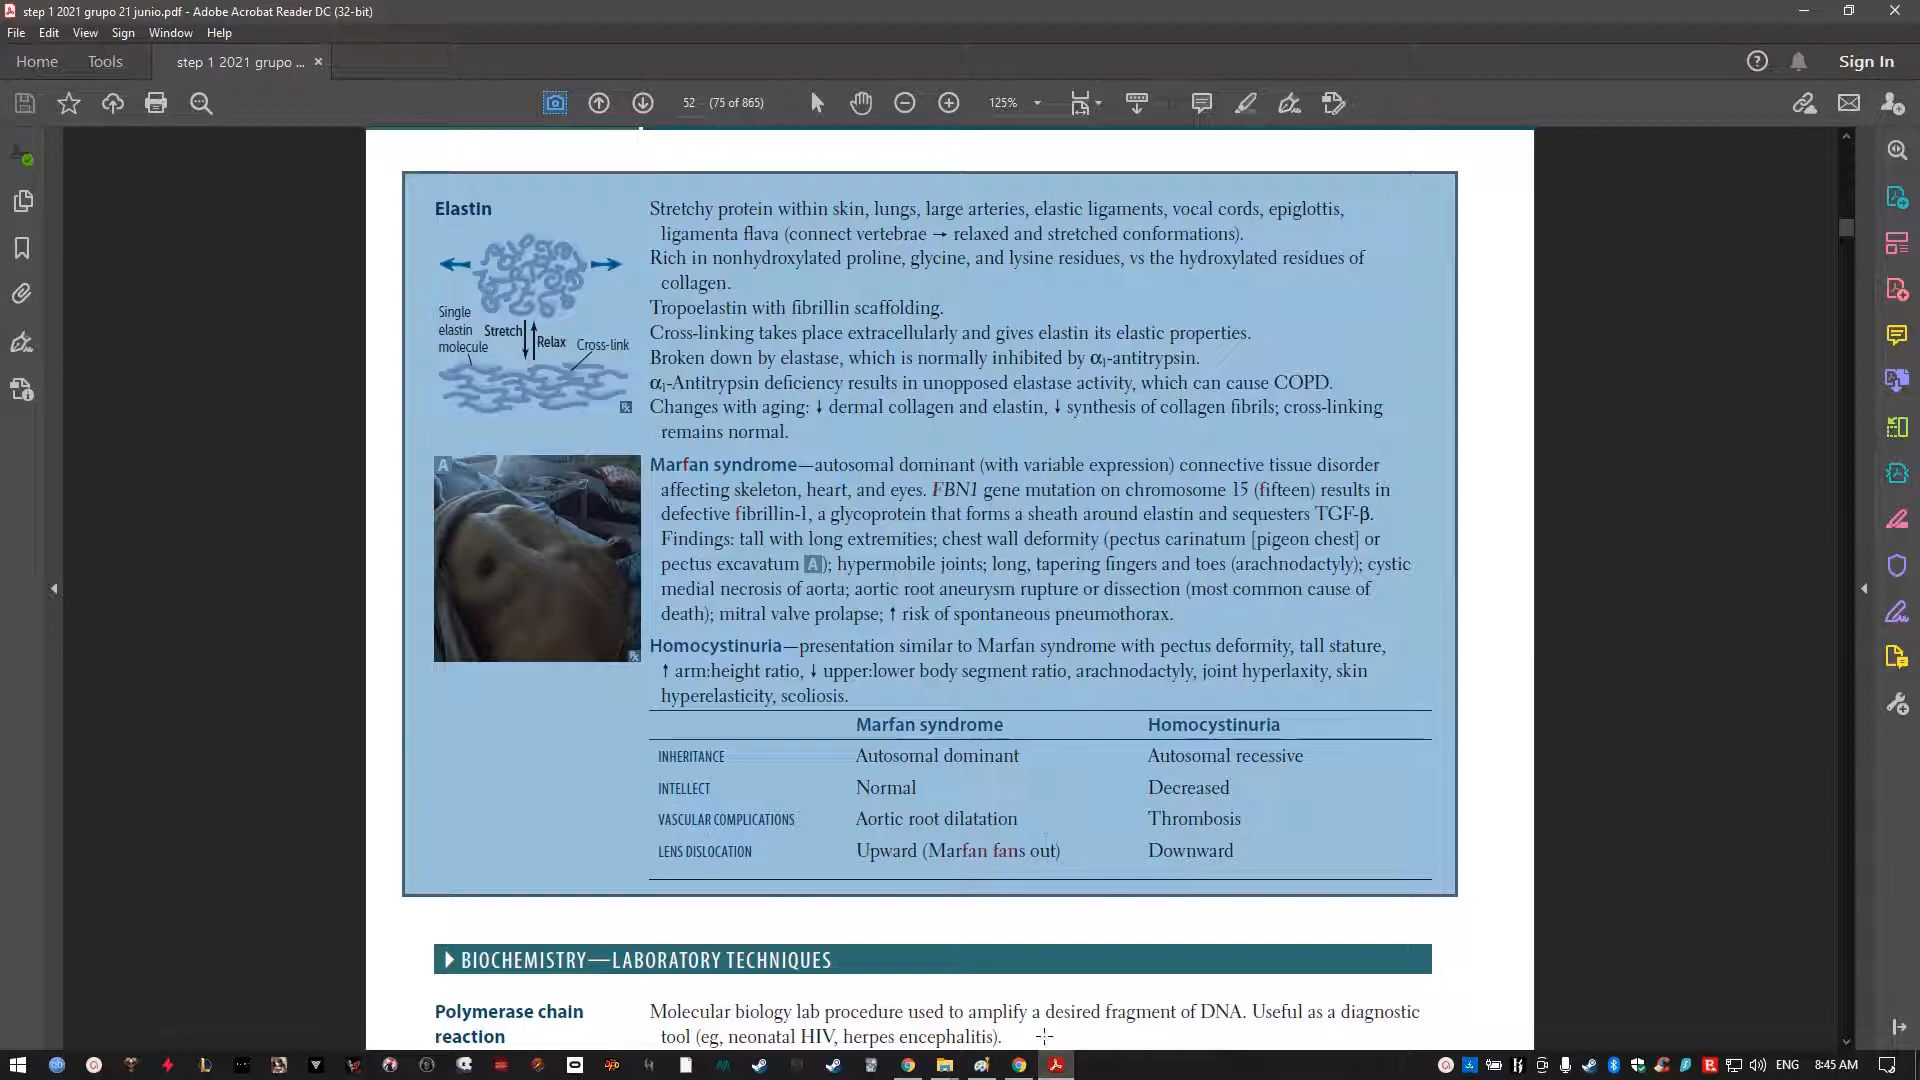 step 1 2021 grupo 21 junio.pdf - Adobe Acrobat Reader DC (32-bit)
File Edit View Sign Window Help
Home Tools step 1 2021 grupo ... × Sign In
52 (75 of 865) 125%
Elastin
Stretchy protein within skin, lungs, large arteries, elastic ligaments, vocal cords, epiglottis,
ligamenta flava (connect vertebrae → relaxed and stretched conformations).
Rich in nonhydroxylated proline, glycine, and lysine residues, vs the hydroxylated residues of
collagen.
Tropoelastin with fibrillin scaffolding.
Cross-linking takes place extracellularly and gives elastin its elastic properties.
Broken down by elastase, which is normally inhibited by α₁-antitrypsin.
α₁-Antitrypsin deficiency results in unopposed elastase activity, which can cause COPD.
Changes with aging: ↓ dermal collagen and elastin, ↓ synthesis of collagen fibrils; cross-linking
remains normal.
Single
elastin
molecule
Stretch
Relax
Cross-link
A
Marfan syndrome—autosomal dominant (with variable expression) connective tissue disorder
affecting skeleton, heart, and eyes. FBN1 gene mutation on chromosome 15 (fifteen) results in
defective fibrillin-1, a glycoprotein that forms a sheath around elastin and sequesters TGF-β.
Findings: tall with long extremities; chest wall deformity (pectus carinatum [pigeon chest] or
pectus excavatum A); hypermobile joints; long, tapering fingers and toes (arachnodactyly); cystic
medial necrosis of aorta; aortic root aneurysm rupture or dissection (most common cause of
death); mitral valve prolapse; ↑ risk of spontaneous pneumothorax.
Homocystinuria—presentation similar to Marfan syndrome with pectus deformity, tall stature,
↑ arm:height ratio, ↓ upper:lower body segment ratio, arachnodactyly, joint hyperlaxity, skin
hyperelasticity, scoliosis.
Marfan syndrome Homocystinuria
INHERITANCE Autosomal dominant Autosomal recessive
INTELLECT Normal Decreased
VASCULAR COMPLICATIONS Aortic root dilatation Thrombosis
LENS DISLOCATION Upward (Marfan fans out) Downward
BIOCHEMISTRY—LABORATORY TECHNIQUES
Polymerase chain
reaction
Molecular biology lab procedure used to amplify a desired fragment of DNA. Useful as a diagnostic
tool (eg, neonatal HIV, herpes encephalitis).
ENG 8:45 AM